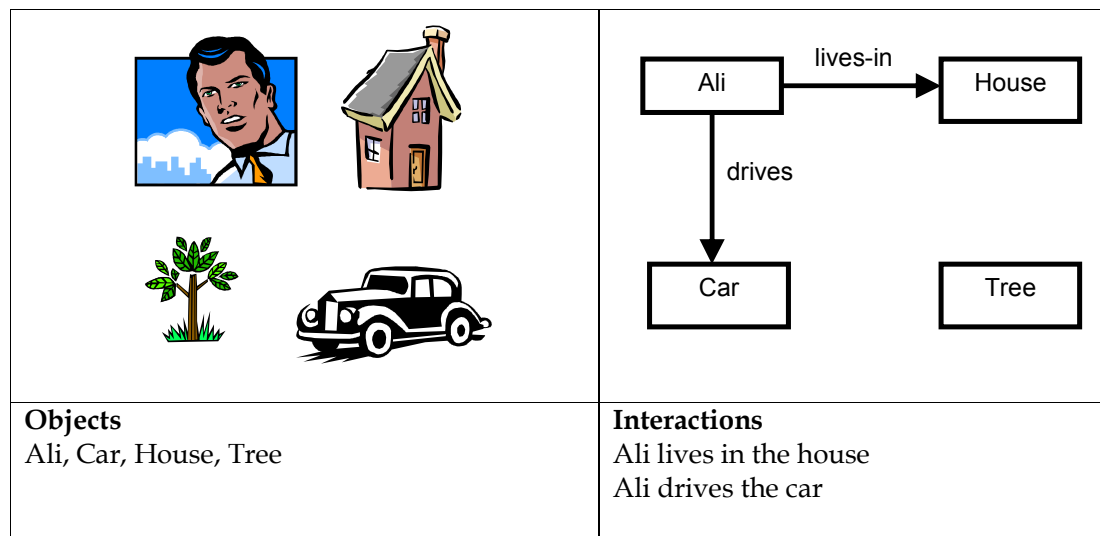 lives-in
Ali
House
drives
Car
Tree
Objects
Ali, Car, House, Tree
Interactions
Ali lives in the house
Ali drives the car